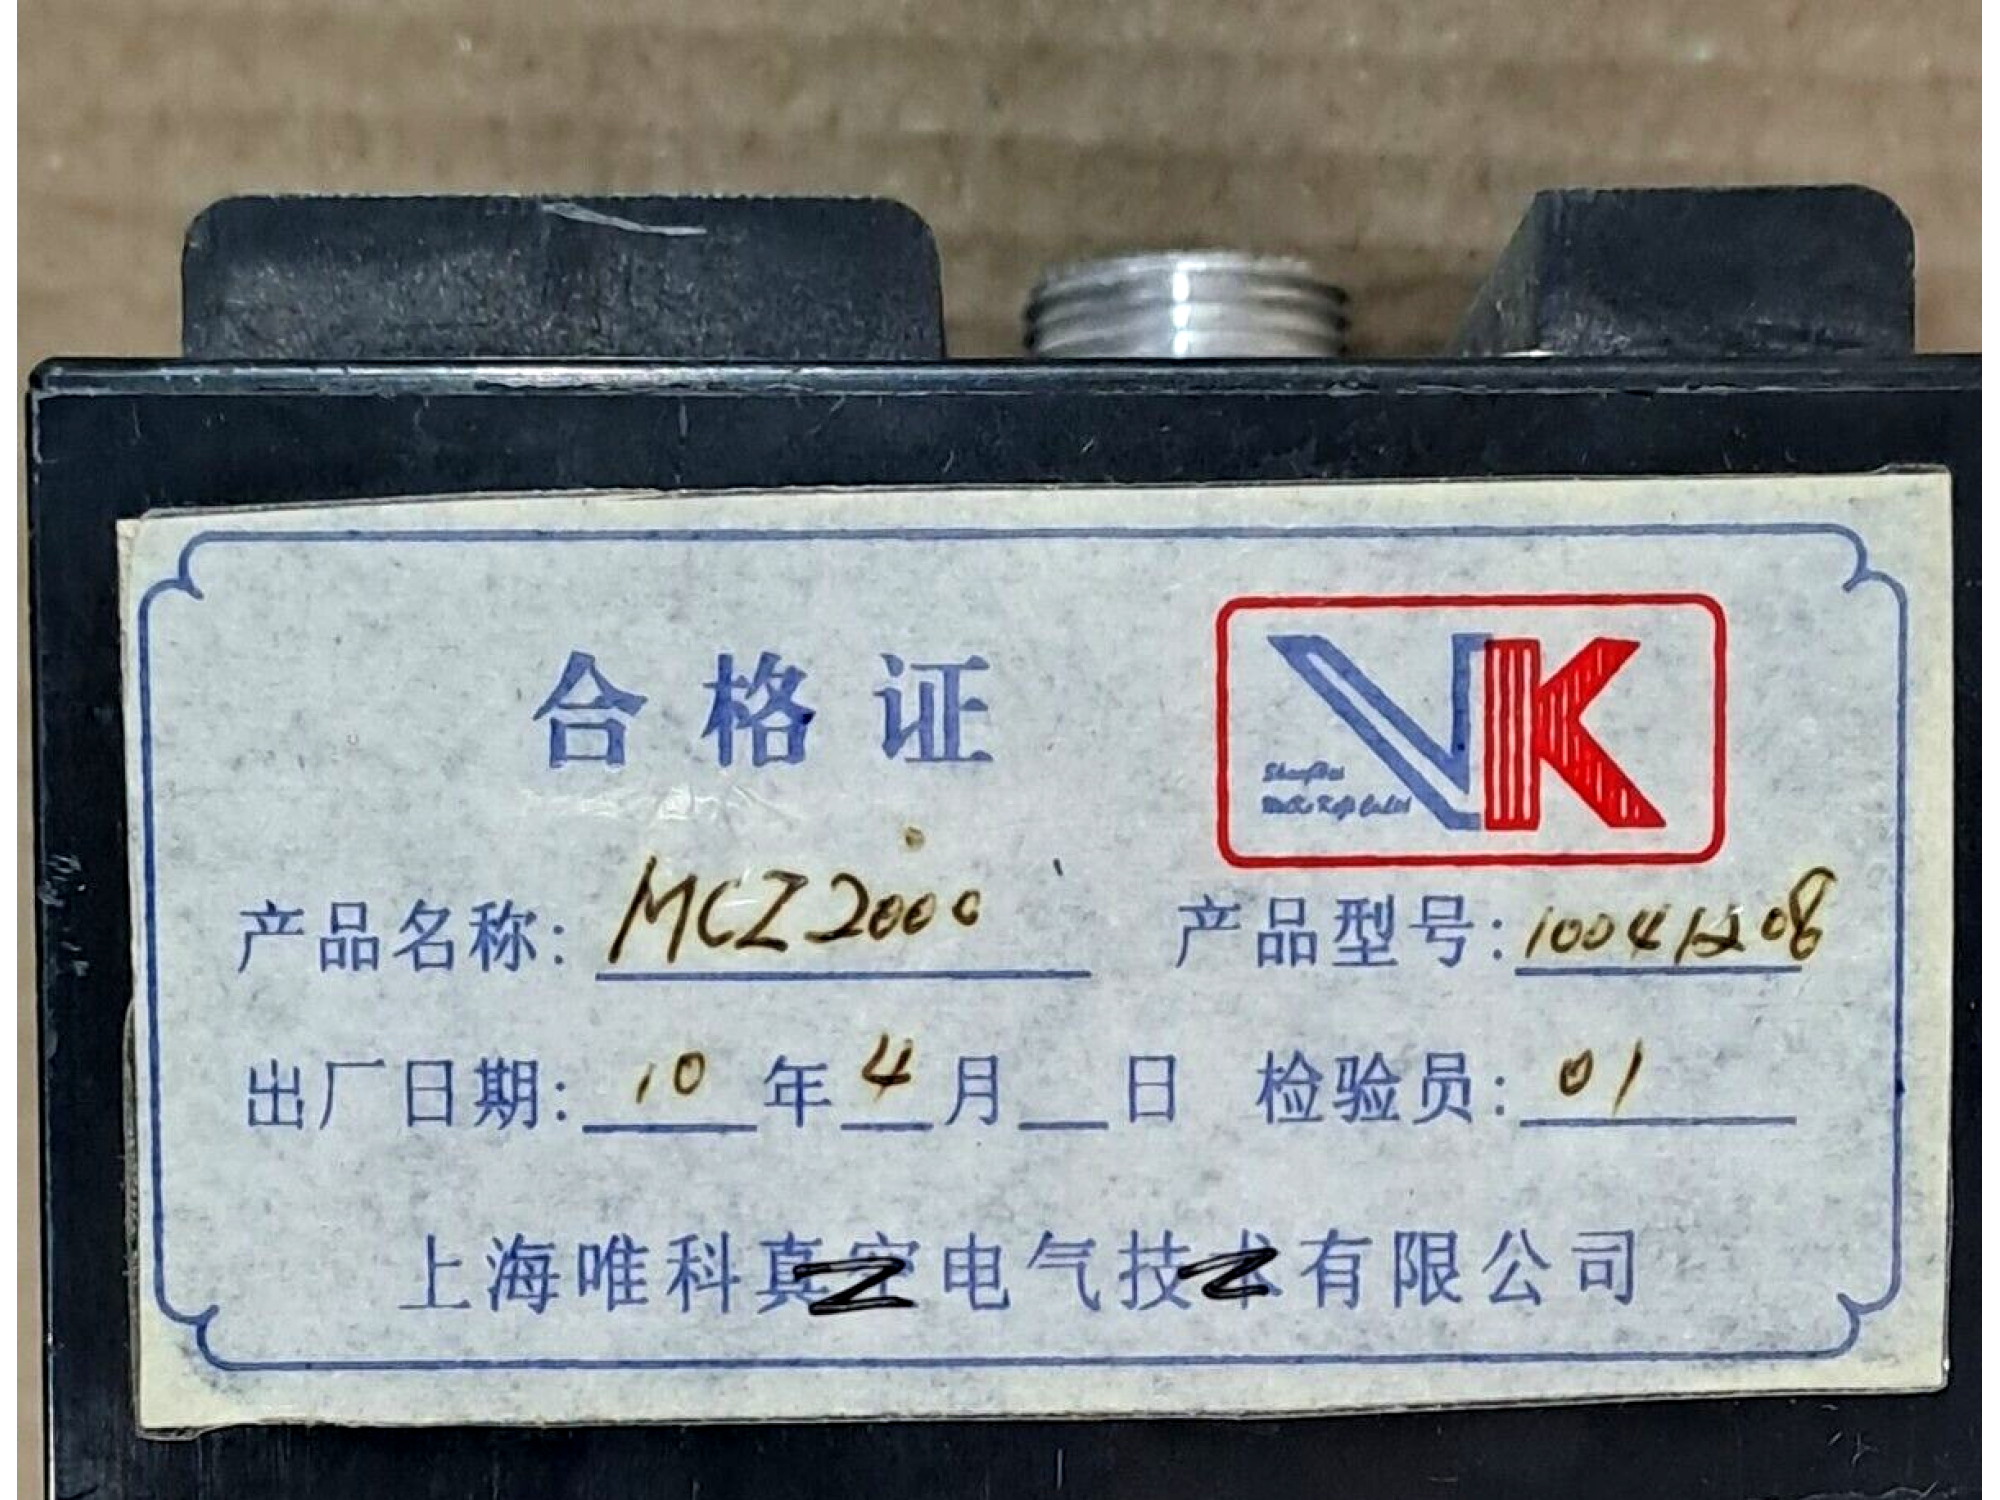 合格证
VK
Shanghai
产品名称: MCZ2000 产品型号:
出厂日期: 10 年 4 月 日 检验员: 01
上海唯科真空电气技术有限公司